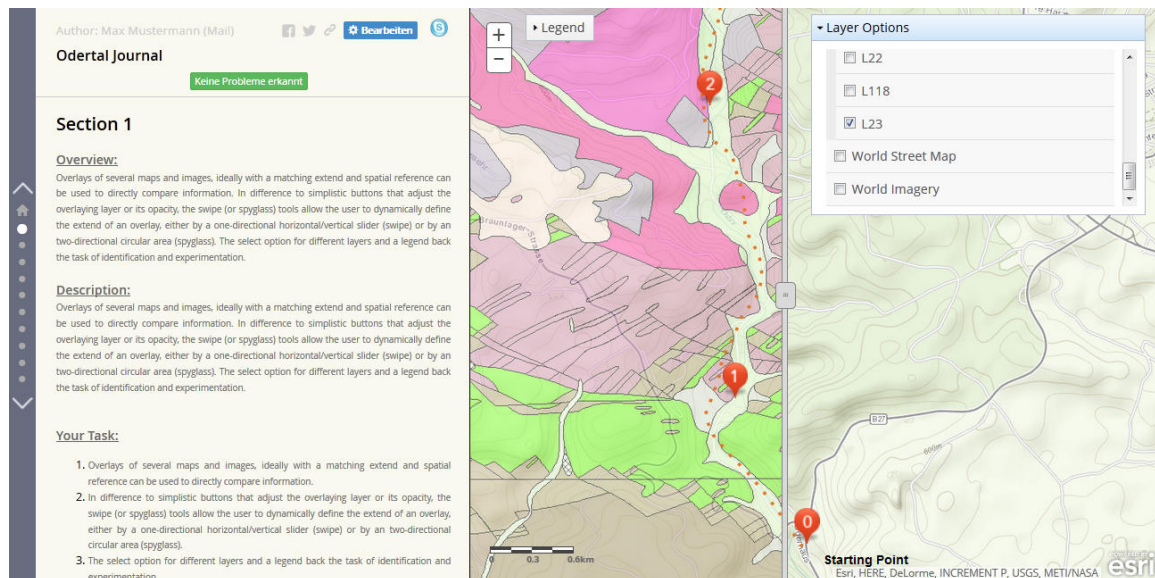 Author: Max Mustermann (Mail)
Bearbeiten
Odertal Journal
Keine Probleme erkannt
Section 1
Overview:
Overlays of several maps and images, ideally with a matching extend and spatial reference can
be used to directly compare information. In difference to simplistic buttons that adjust the
overlaying layer or its opacity, the swipe (or spyglass) tools allow the user to dynamically define
the extend of an overlay, either by a one-directional horizontal/vertical slider (swipe) or by an
two-directional circular area (spyglass). The select option for different layers and a legend back
the task of identification and experimentation.
Description:
Overlays of several maps and images, ideally with a matching extend and spatial reference can
be used to directly compare information. In difference to simplistic buttons that adjust the
overlaying layer or its opacity, the swipe (or spyglass) tools allow the user to dynamically define
the extend of an overlay, either by a one-directional horizontal/vertical slider (swipe) or by an
two-directional circular area (spyglass). The select option for different layers and a legend back
the task of identification and experimentation.
Your Task:
1. Overlays of several maps and images, ideally with a matching extend and spatial
reference can be used to directly compare information.
2. In difference to simplistic buttons that adjust the overlaying layer or its opacity, the
swipe (or spyglass) tools allow the user to dynamically define the extend of an overlay,
either by a one-directional horizontal/vertical slider (swipe) or by an two-directional
circular area (spyglass).
3. The select option for different layers and a legend back the task of identification and
experimentation.
+
−
Legend
2
Braunlager-Strasse
1
0 0.3 0.6km
Layer Options
L22
L118
L23
World Street Map
World Imagery
B27
600m
0
Starting Point
Esri, HERE, DeLorme, INCREMENT P, USGS, METI/NASA
esri